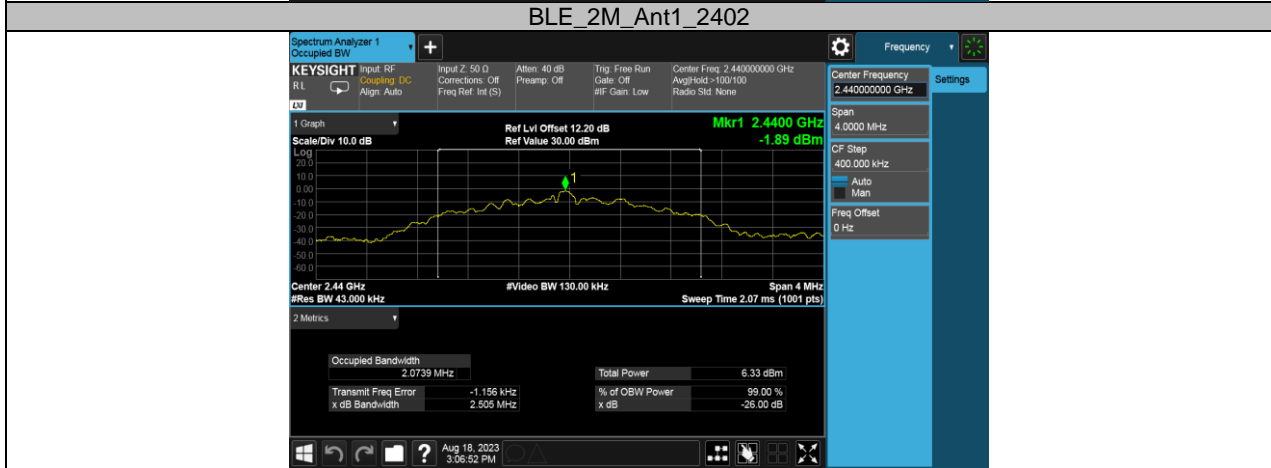 BLE_2M_Ant1_2402
Spectrum Analyzer 1
Occupied BW
Frequency
KEYSIGHT
RL
LXI
Input: RF
Coupling: DC
Align: Auto
Input Z: 50 Ω
Corrections: Off
Freq Ref: Int (S)
Atten: 40 dB
Preamp: Off
Trig: Free Run
Gate: Off
#IF Gain: Low
Center Freq: 2.440000000 GHz
Avg|Hold:>100/100
Radio Std: None
Center Frequency
2.440000000 GHz
Settings
Span
4.0000 MHz
CF Step
400.000 kHz
Auto
Man
Freq Offset
0 Hz
1 Graph
Scale/Div 10.0 dB
Ref Lvl Offset 12.20 dB
Ref Value 30.00 dBm
Mkr1 2.4400 GHz
-1.89 dBm
Log
20.0
10.0
0.00
-10.0
-20.0
-30.0
-40.0
-50.0
-60.0
1
Center 2.44 GHz
#Res BW 43.000 kHz
#Video BW 130.00 kHz
Span 4 MHz
Sweep Time 2.07 ms (1001 pts)
2 Metrics
Occupied Bandwidth
2.0739 MHz
Transmit Freq Error -1.156 kHz
x dB Bandwidth 2.505 MHz
Total Power 6.33 dBm
% of OBW Power 99.00 %
x dB -26.00 dB
?
Aug 18, 2023
3:06:52 PM